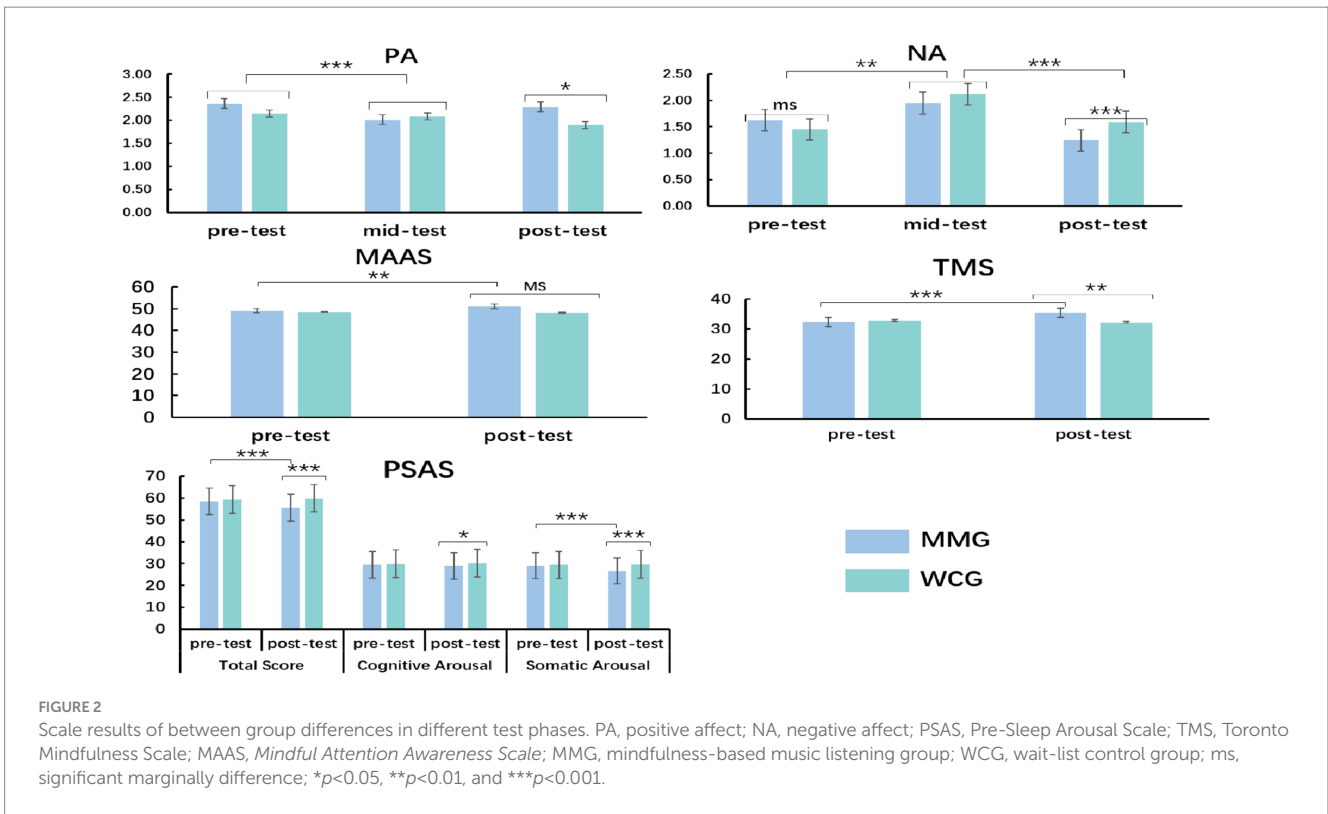 PA
***
*
3.00
2.50
2.00
1.50
1.00
0.50
0.00
pre-test mid-test post-test
NA
** ***
ms
***
2.50
2.00
1.50
1.00
0.50
0.00
pre-test mid-test post-test
MAAS
**
MS
60
50
40
30
20
10
0
pre-test post-test
TMS
*** **
40
30
20
10
0
pre-test post-test
PSAS
*** ***
* *** ***
70
60
50
40
30
20
10
0
pre-test post-test pre-test post-test pre-test post-test
Total Score Cognitive Arousal Somatic Arousal
MMG
WCG
FIGURE 2
Scale results of between group differences in different test phases. PA, positive affect; NA, negative affect; PSAS, Pre-Sleep Arousal Scale; TMS, Toronto
Mindfulness Scale; MAAS, Mindful Attention Awareness Scale; MMG, mindfulness-based music listening group; WCG, wait-list control group; ms,
significant marginally difference; *p<0.05, **p<0.01, and ***p<0.001.